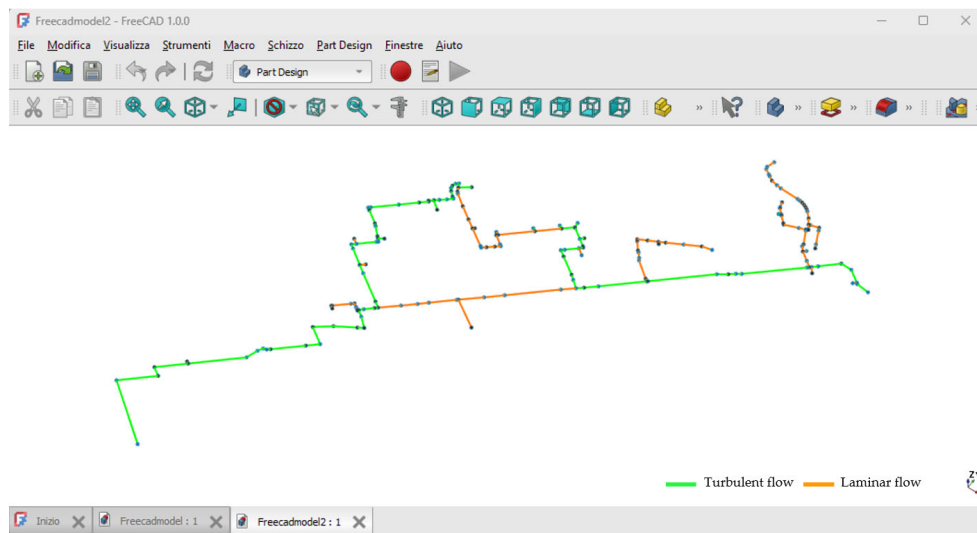 Freecadmodel2 - FreeCAD 1.0.0
File Modifica Visualizza Strumenti Macro Schizzo Part Design Finestre Aiuto
Part Design
Turbulent flow Laminar flow
Inizio Freecadmodel : 1 Freecadmodel2 : 1